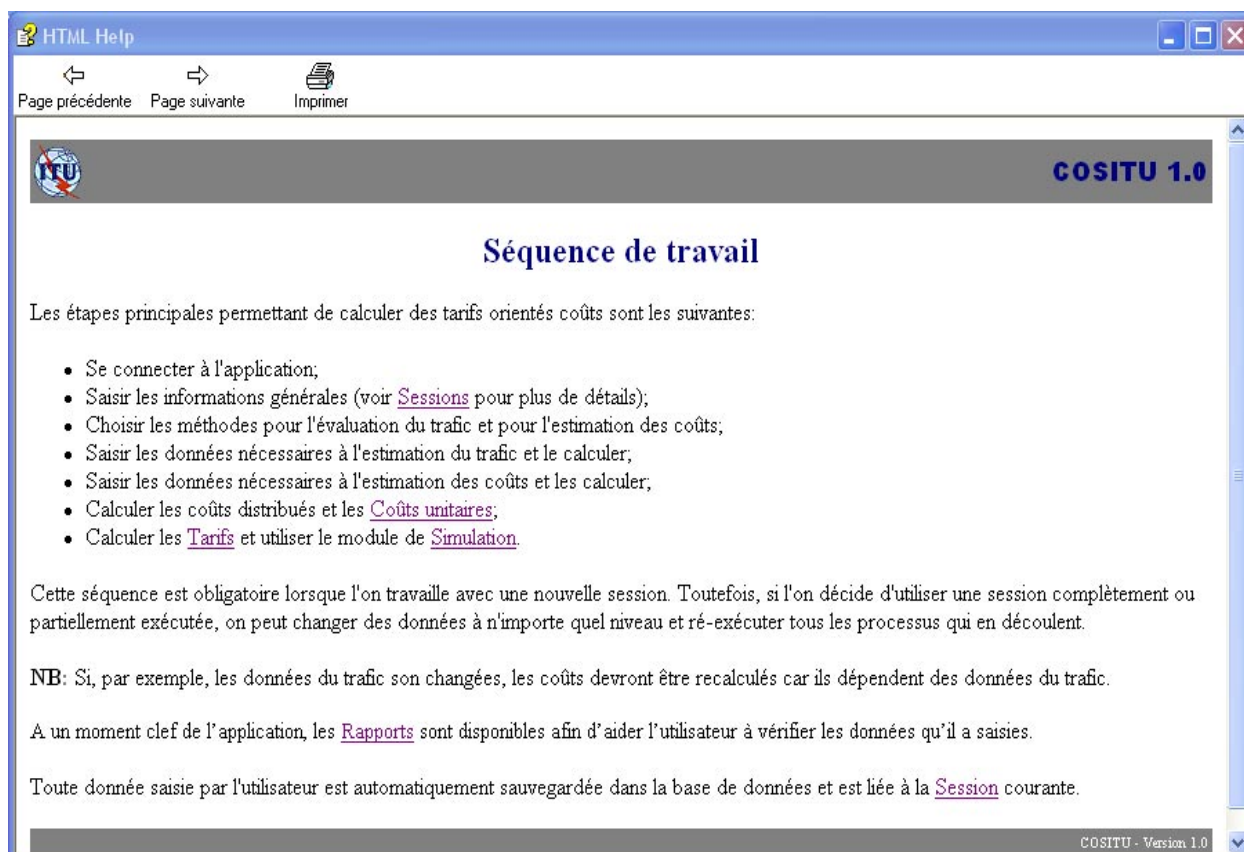 HTML Help
Page précédente Page suivante Imprimer
ITU
COSITU 1.0
Séquence de travail
Les étapes principales permettant de calculer des tarifs orientés coûts sont les suivantes:
• Se connecter à l'application;
• Saisir les informations générales (voir Sessions pour plus de détails);
• Choisir les méthodes pour l'évaluation du trafic et pour l'estimation des coûts;
• Saisir les données nécessaires à l'estimation du trafic et le calculer;
• Saisir les données nécessaires à l'estimation des coûts et les calculer;
• Calculer les coûts distribués et les Coûts unitaires;
• Calculer les Tarifs et utiliser le module de Simulation.
Cette séquence est obligatoire lorsque l'on travaille avec une nouvelle session. Toutefois, si l'on décide d'utiliser une session complètement ou
partiellement exécutée, on peut changer des données à n'importe quel niveau et ré-exécuter tous les processus qui en découlent.
NB: Si, par exemple, les données du trafic son changées, les coûts devront être recalculés car ils dépendent des données du trafic.
A un moment clef de l’application, les Rapports sont disponibles afin d’aider l’utilisateur à vérifier les données qu’il a saisies.
Toute donnée saisie par l'utilisateur est automatiquement sauvegardée dans la base de données et est liée à la Session courante.
COSITU - Version 1.0